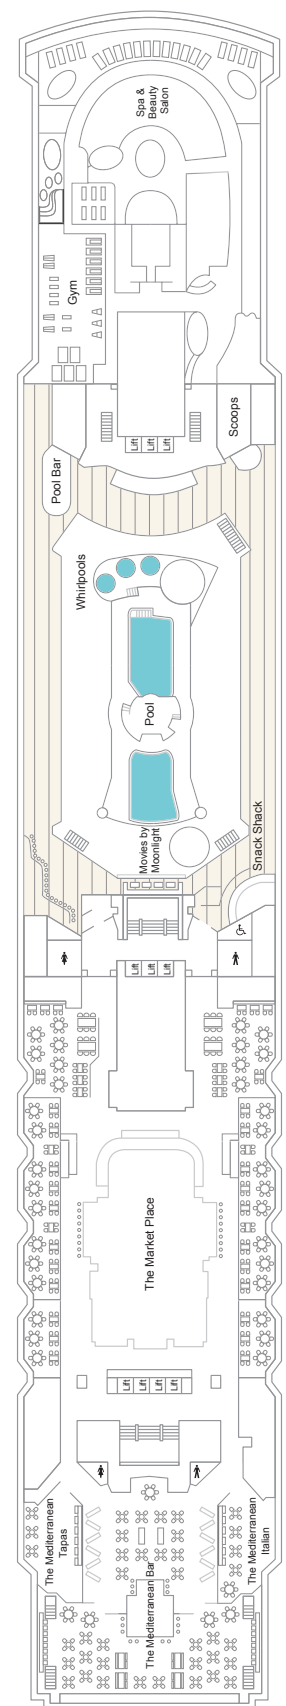 Spa &
Beauty
Salon
Gym
Scoops
Lift
Lift
Lift
Pool Bar
Whirlpools
Pool
Movies by
Moonlight
Snack Shack
Lift
Lift
Lift
The Market Place
Lift
Lift
Lift
Lift
The Mediterranean
Tapas
The Mediterranean
Italian
The Mediterranean Bar